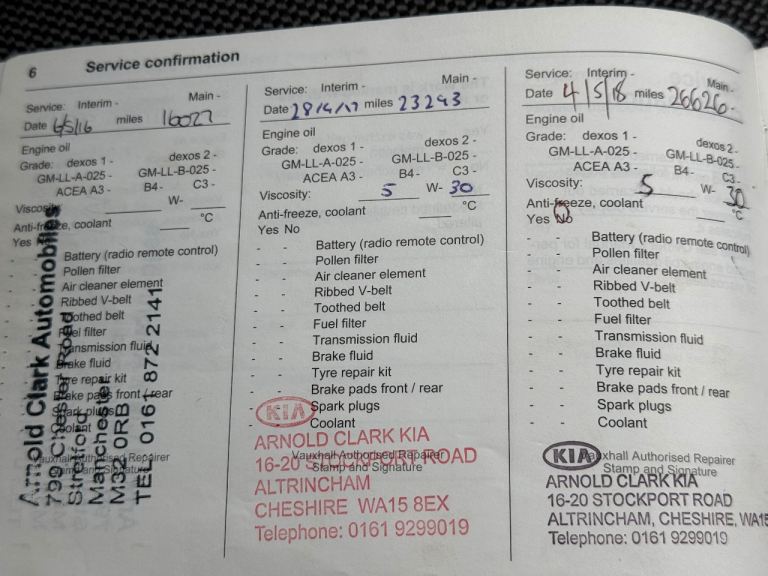 6 Service confirmation
Service: Interim - Main -
Date 4/5/16 miles 16027
Engine oil
Grade: dexos 1 - dexos 2 -
GM-LL-A-025 - GM-LL-B-025 -
ACEA A3 - B4 - C3 -
Viscosity: W-
Anti-freeze, coolant °C
Yes
Battery (radio remote control)
Pollen filter
Air cleaner element
Ribbed V-belt
Toothed belt
Fuel filter
Transmission fluid
Brake fluid
Tyre repair kit
Brake pads front / rear
Spark plugs
Coolant
Vauxhall Authorised Repairer
Stamp and Signature
Arnold Clark Automobiles
799 Chester Road
Stretford
Manchester
M32 0RB
TEL: 0161 872 2141
Service: Interim - Main -
Date 28/4/17 miles 23293
Engine oil
Grade: dexos 1 - dexos 2 -
GM-LL-A-025 - GM-LL-B-025 -
ACEA A3 - B4- C3 -
Viscosity: 5 W- 30
Anti-freeze, coolant °C
Yes No
- - Battery (radio remote control)
- - Pollen filter
- - Air cleaner element
- - Ribbed V-belt
- - Toothed belt
- - Fuel filter
- - Transmission fluid
- - Brake fluid
- - Tyre repair kit
- - Brake pads front / rear
KIA Spark plugs
- Coolant
ARNOLD CLARK KIA
Vauxhall Authorised Repairer
16-20 STOCKPORT ROAD
Stamp and Signature
ALTRINCHAM
CHESHIRE WA15 8EX
Telephone: 0161 9299019
Service: Interim - Main -
Date 4/5/18 miles 26626 -
Engine oil
Grade: dexos 1 - dexos 2 -
GM-LL-A-025 - GM-LL-B-025 -
ACEA A3 - B4- C3 -
Viscosity: 5 W- 30
Anti-freeze, coolant °C
Yes No
- - Battery (radio remote control)
- - Pollen filter
- - Air cleaner element
- - Ribbed V-belt
- - Toothed belt
- - Fuel filter
- - Transmission fluid
- - Brake fluid
- - Tyre repair kit
- - Brake pads front / rear
- - Spark plugs
- - Coolant
KIA Vauxhall Authorised Repairer
Stamp and Signature
ARNOLD CLARK KIA
16-20 STOCKPORT ROAD
ALTRINCHAM, CHESHIRE, WA15
Telephone: 0161 9299019